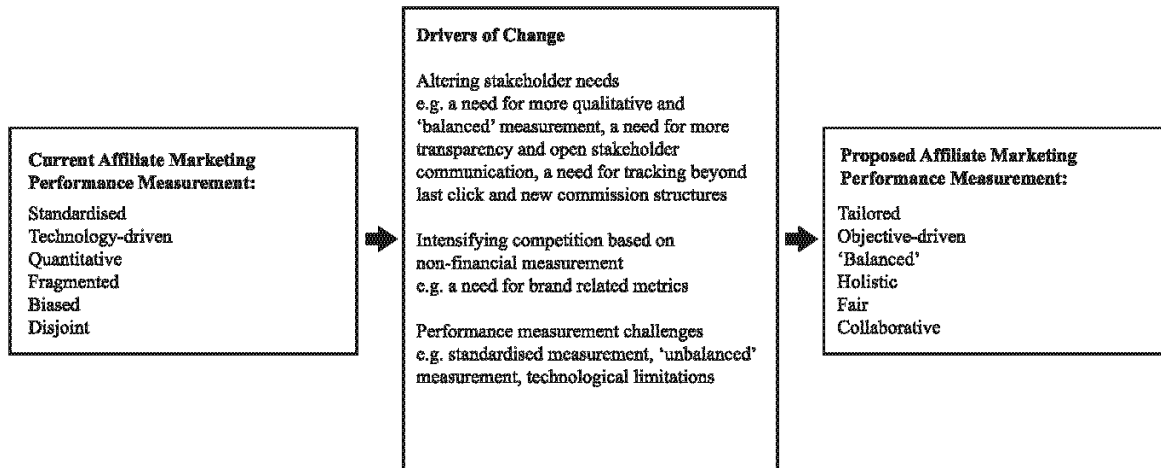 Current Affiliate Marketing
Performance Measurement:
Standardised
Technology-driven
Quantitative
Fragmented
Biased
Disjoint
Drivers of Change
Altering stakeholder needs
e.g. a need for more qualitative and
‘balanced’ measurement, a need for more
transparency and open stakeholder
communication, a need for tracking beyond
last click and new commission structures
Intensifying competition based on
non-financial measurement
e.g. a need for brand related metrics
Performance measurement challenges
e.g. standardised measurement, ‘unbalanced’
measurement, technological limitations
Proposed Affiliate Marketing
Performance Measurement:
Tailored
Objective-driven
‘Balanced’
Holistic
Fair
Collaborative